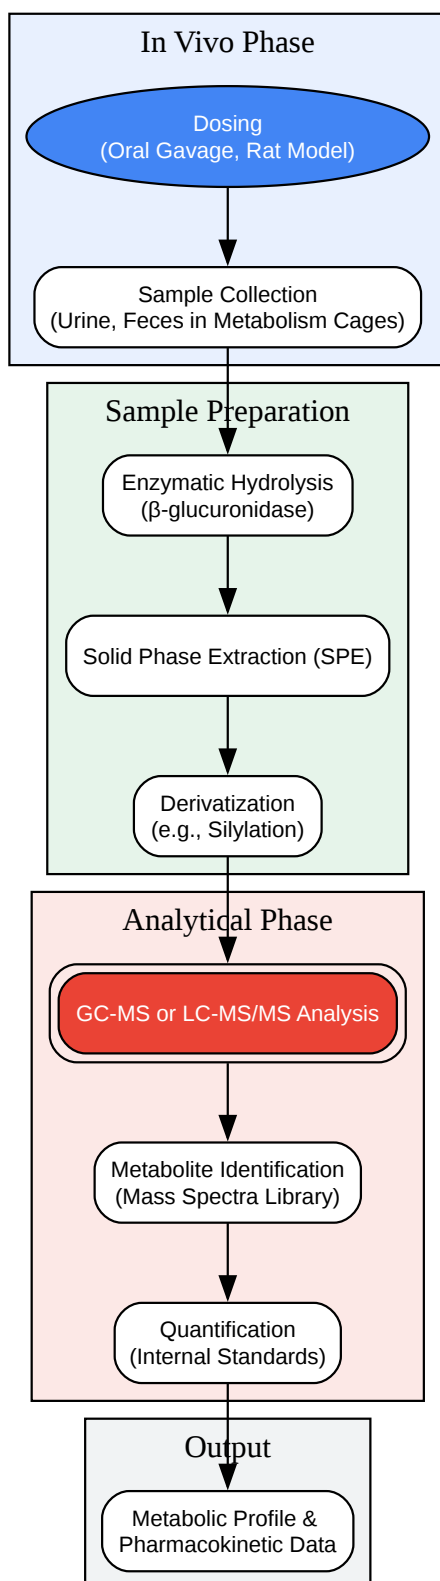 In Vivo Phase
Dosing
(Oral Gavage, Rat Model)
Sample Collection
(Urine, Feces in Metabolism Cages)
Sample Preparation
Enzymatic Hydrolysis
(β-glucuronidase)
Solid Phase Extraction (SPE)
Derivatization
(e.g., Silylation)
Analytical Phase
GC-MS or LC-MS/MS Analysis
Metabolite Identification
(Mass Spectra Library)
Quantification
(Internal Standards)
Output
Metabolic Profile &
Pharmacokinetic Data